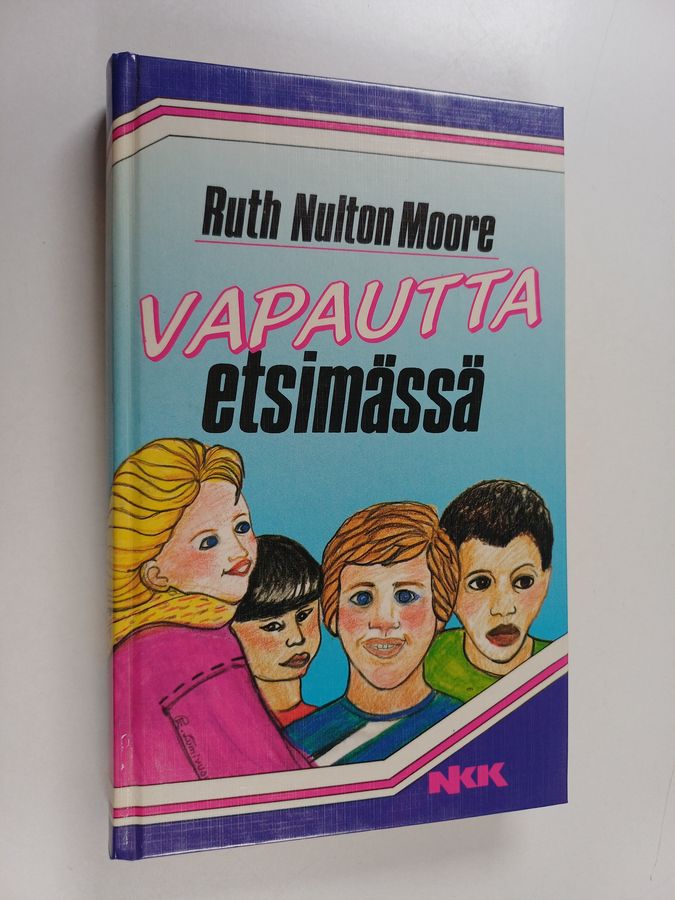 Ruth Nulton Moore
VAPAUTTA
etsimässä
NKK